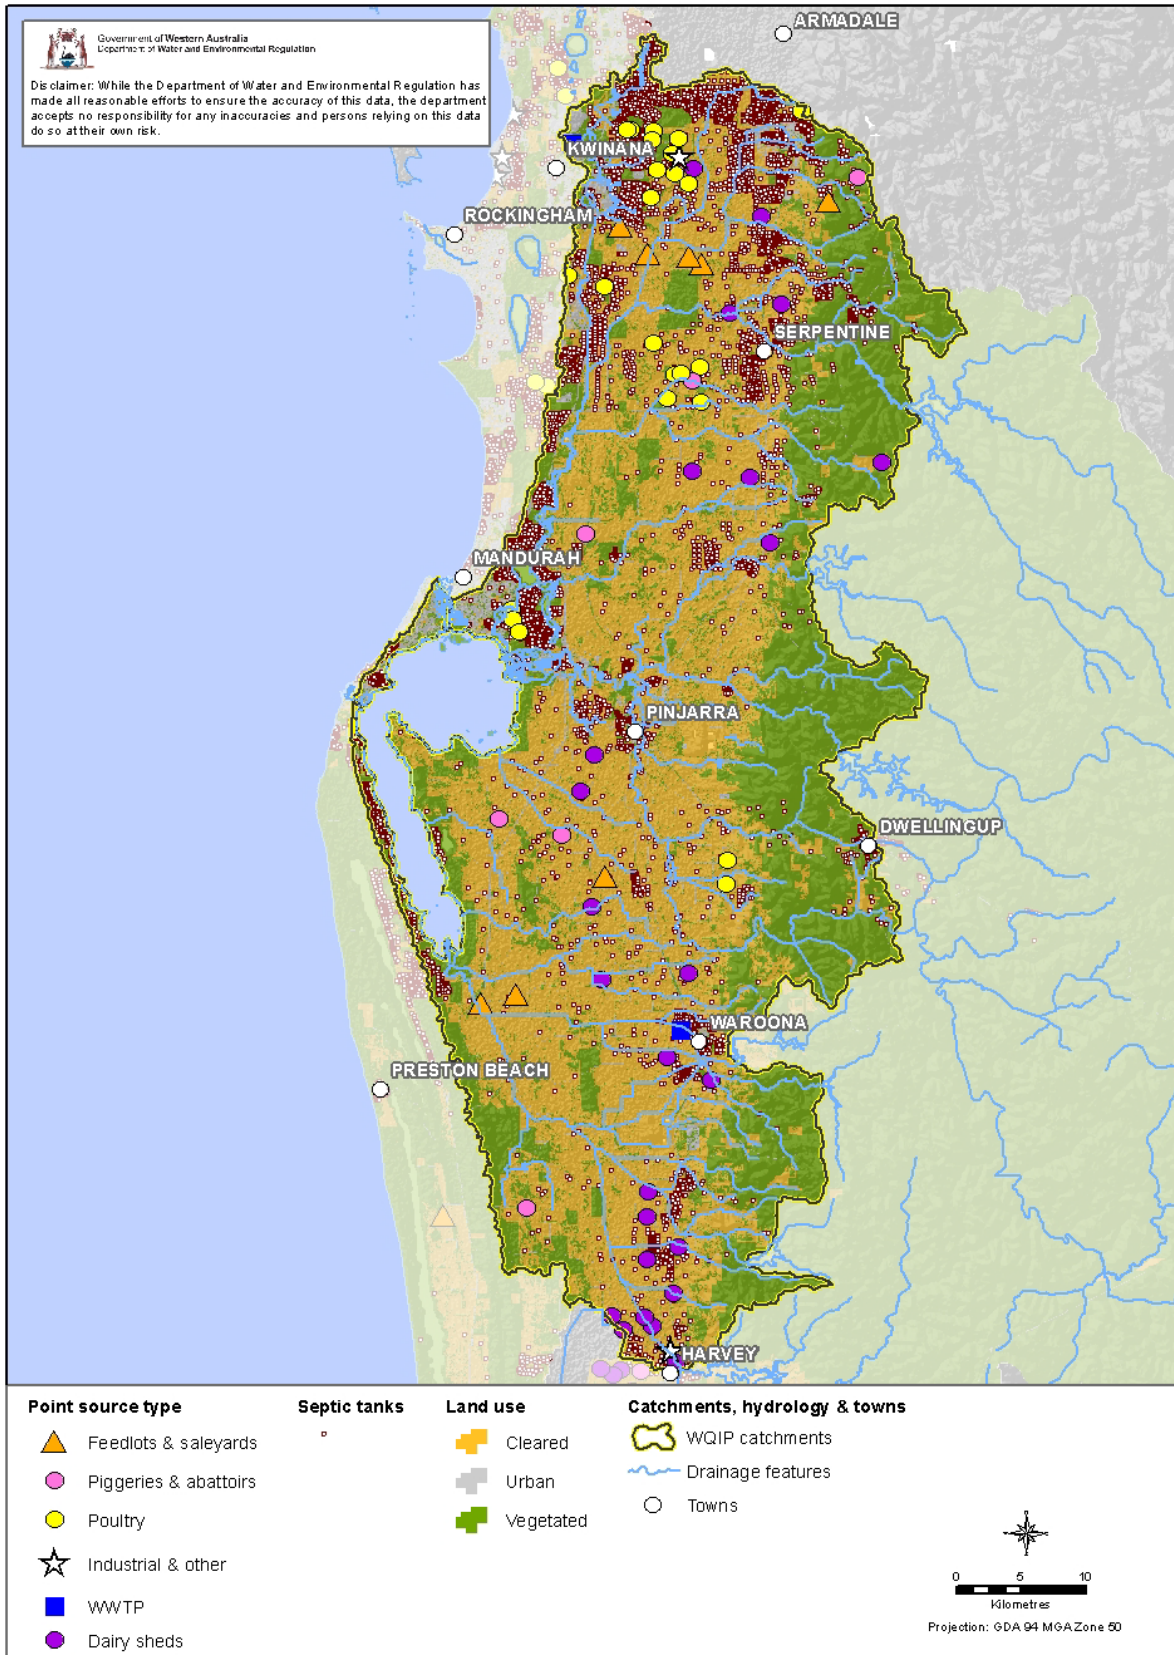 Government of Western Australia
Department of Water and Environmental Regulation
Disclaimer: While the Department of Water and Environmental Regulation has
made all reasonable efforts to ensure the accuracy of this data, the department
accepts no responsibility for any inaccuracies and persons relying on this data
do so at their own risk.
ARMADALE
KWINANA
ROCKINGHAM
SERPENTINE
MANDURAH
PINJARRA
DWELLINGUP
WAROONA
PRESTON BEACH
HARVEY
Point source type
Feedlots & saleyards
Piggeries & abattoirs
Poultry
Industrial & other
WWTP
Dairy sheds
Septic tanks
Land use
Cleared
Urban
Vegetated
Catchments, hydrology & towns
WQIP catchments
Drainage features
Towns
0 5 10
Kilometres
Projection: GDA 94 MGA Zone 50